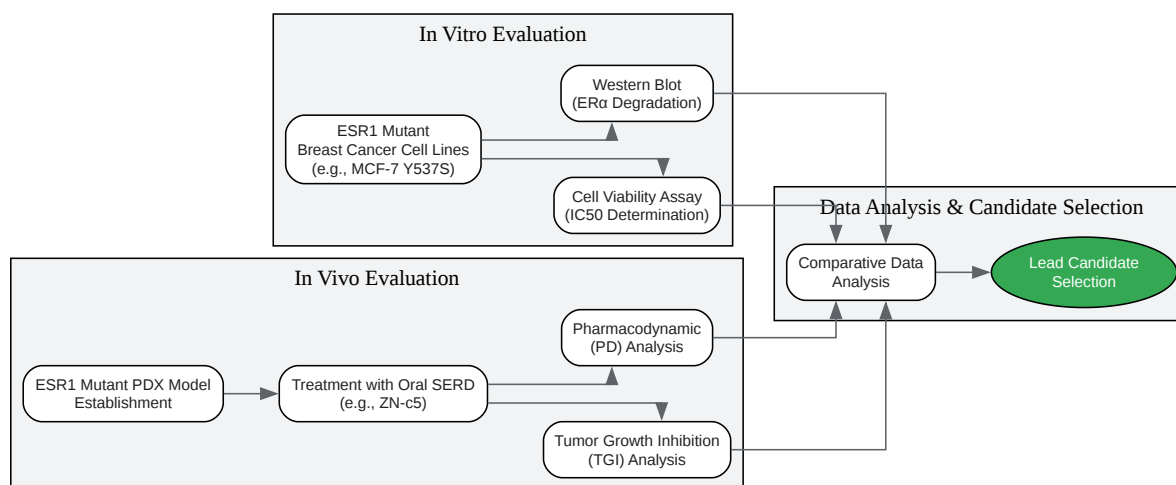 In Vitro Evaluation
Western Blot
(ERα Degradation)
ESR1 Mutant
Breast Cancer Cell Lines
(e.g., MCF-7 Y537S)
Cell Viability Assay
(IC50 Determination)
Data Analysis & Candidate Selection
Comparative Data
Analysis
Lead Candidate
Selection
In Vivo Evaluation
Pharmacodynamic
(PD) Analysis
ESR1 Mutant PDX Model
Establishment
Treatment with Oral SERD
(e.g., ZN-c5)
Tumor Growth Inhibition
(TGI) Analysis